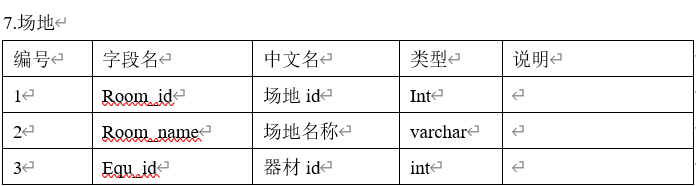 7.场地
编号 字段名 中文名 类型 说明
1 Room_id 场地 id Int
2 Room_name 场地名称 varchar
3 Equ_id 器材 id int